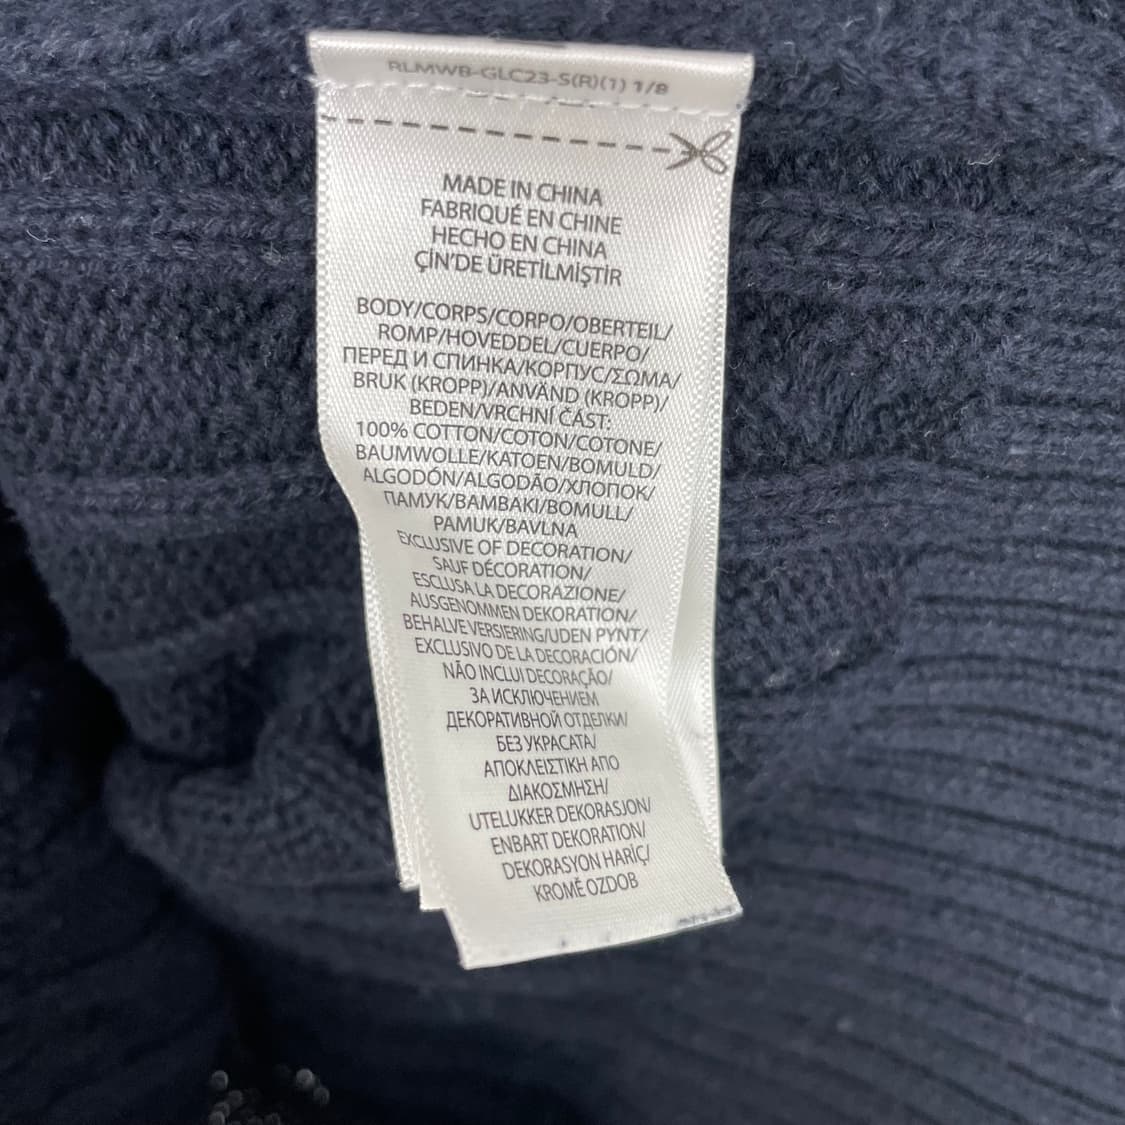 RLMWB-GLC23-S(R)(1) 1/8
MADE IN CHINA
FABRIQUÉ EN CHINE
HECHO EN CHINA
ÇİN'DE ÜRETİLMİŞTİR
BODY/CORPS/CORPO/OBERTEIL/
ROMP/HOVEDDEL/CUERPO/
ПЕРЕД И СПИНКА/КОРПУС/ΣΩΜΑ/
BRUK (KROPP)/ANVÄND (KROPP)/
BEDEN/VRCHNÍ ČÁST:
100% COTTON/COTON/COTONE/
BAUMWOLLE/KATOEN/BOMULD/
ALGODÓN/ALGODÃO/ХЛОПОК/
ПАМУК/ΒΑΜΒΑΚΙ/BOMULL/
PAMUK/BAVLNA
EXCLUSIVE OF DECORATION/
SAUF DÉCORATION/
ESCLUSA LA DECORAZIONE/
AUSGENOMMEN DEKORATION/
BEHALVE VERSIERING/UDEN PYNT/
EXCLUSIVO DE LA DECORACIÓN/
NÃO INCLUI DECORAÇÃO/
ЗА ИСКЛЮЧЕНИЕМ
ДЕКОРАТИВНОЙ ОТДЕЛКИ/
БЕЗ УКРАСАТА/
ΑΠΟΚΛΕΙΣΤΙΚΗ ΑΠΟ
ΔΙΑΚΟΣΜΗΣΗ/
UTELUKKER DEKORASJON/
ENBART DEKORATION/
DEKORASYON HARİÇ/
KROMĚ OZDOB